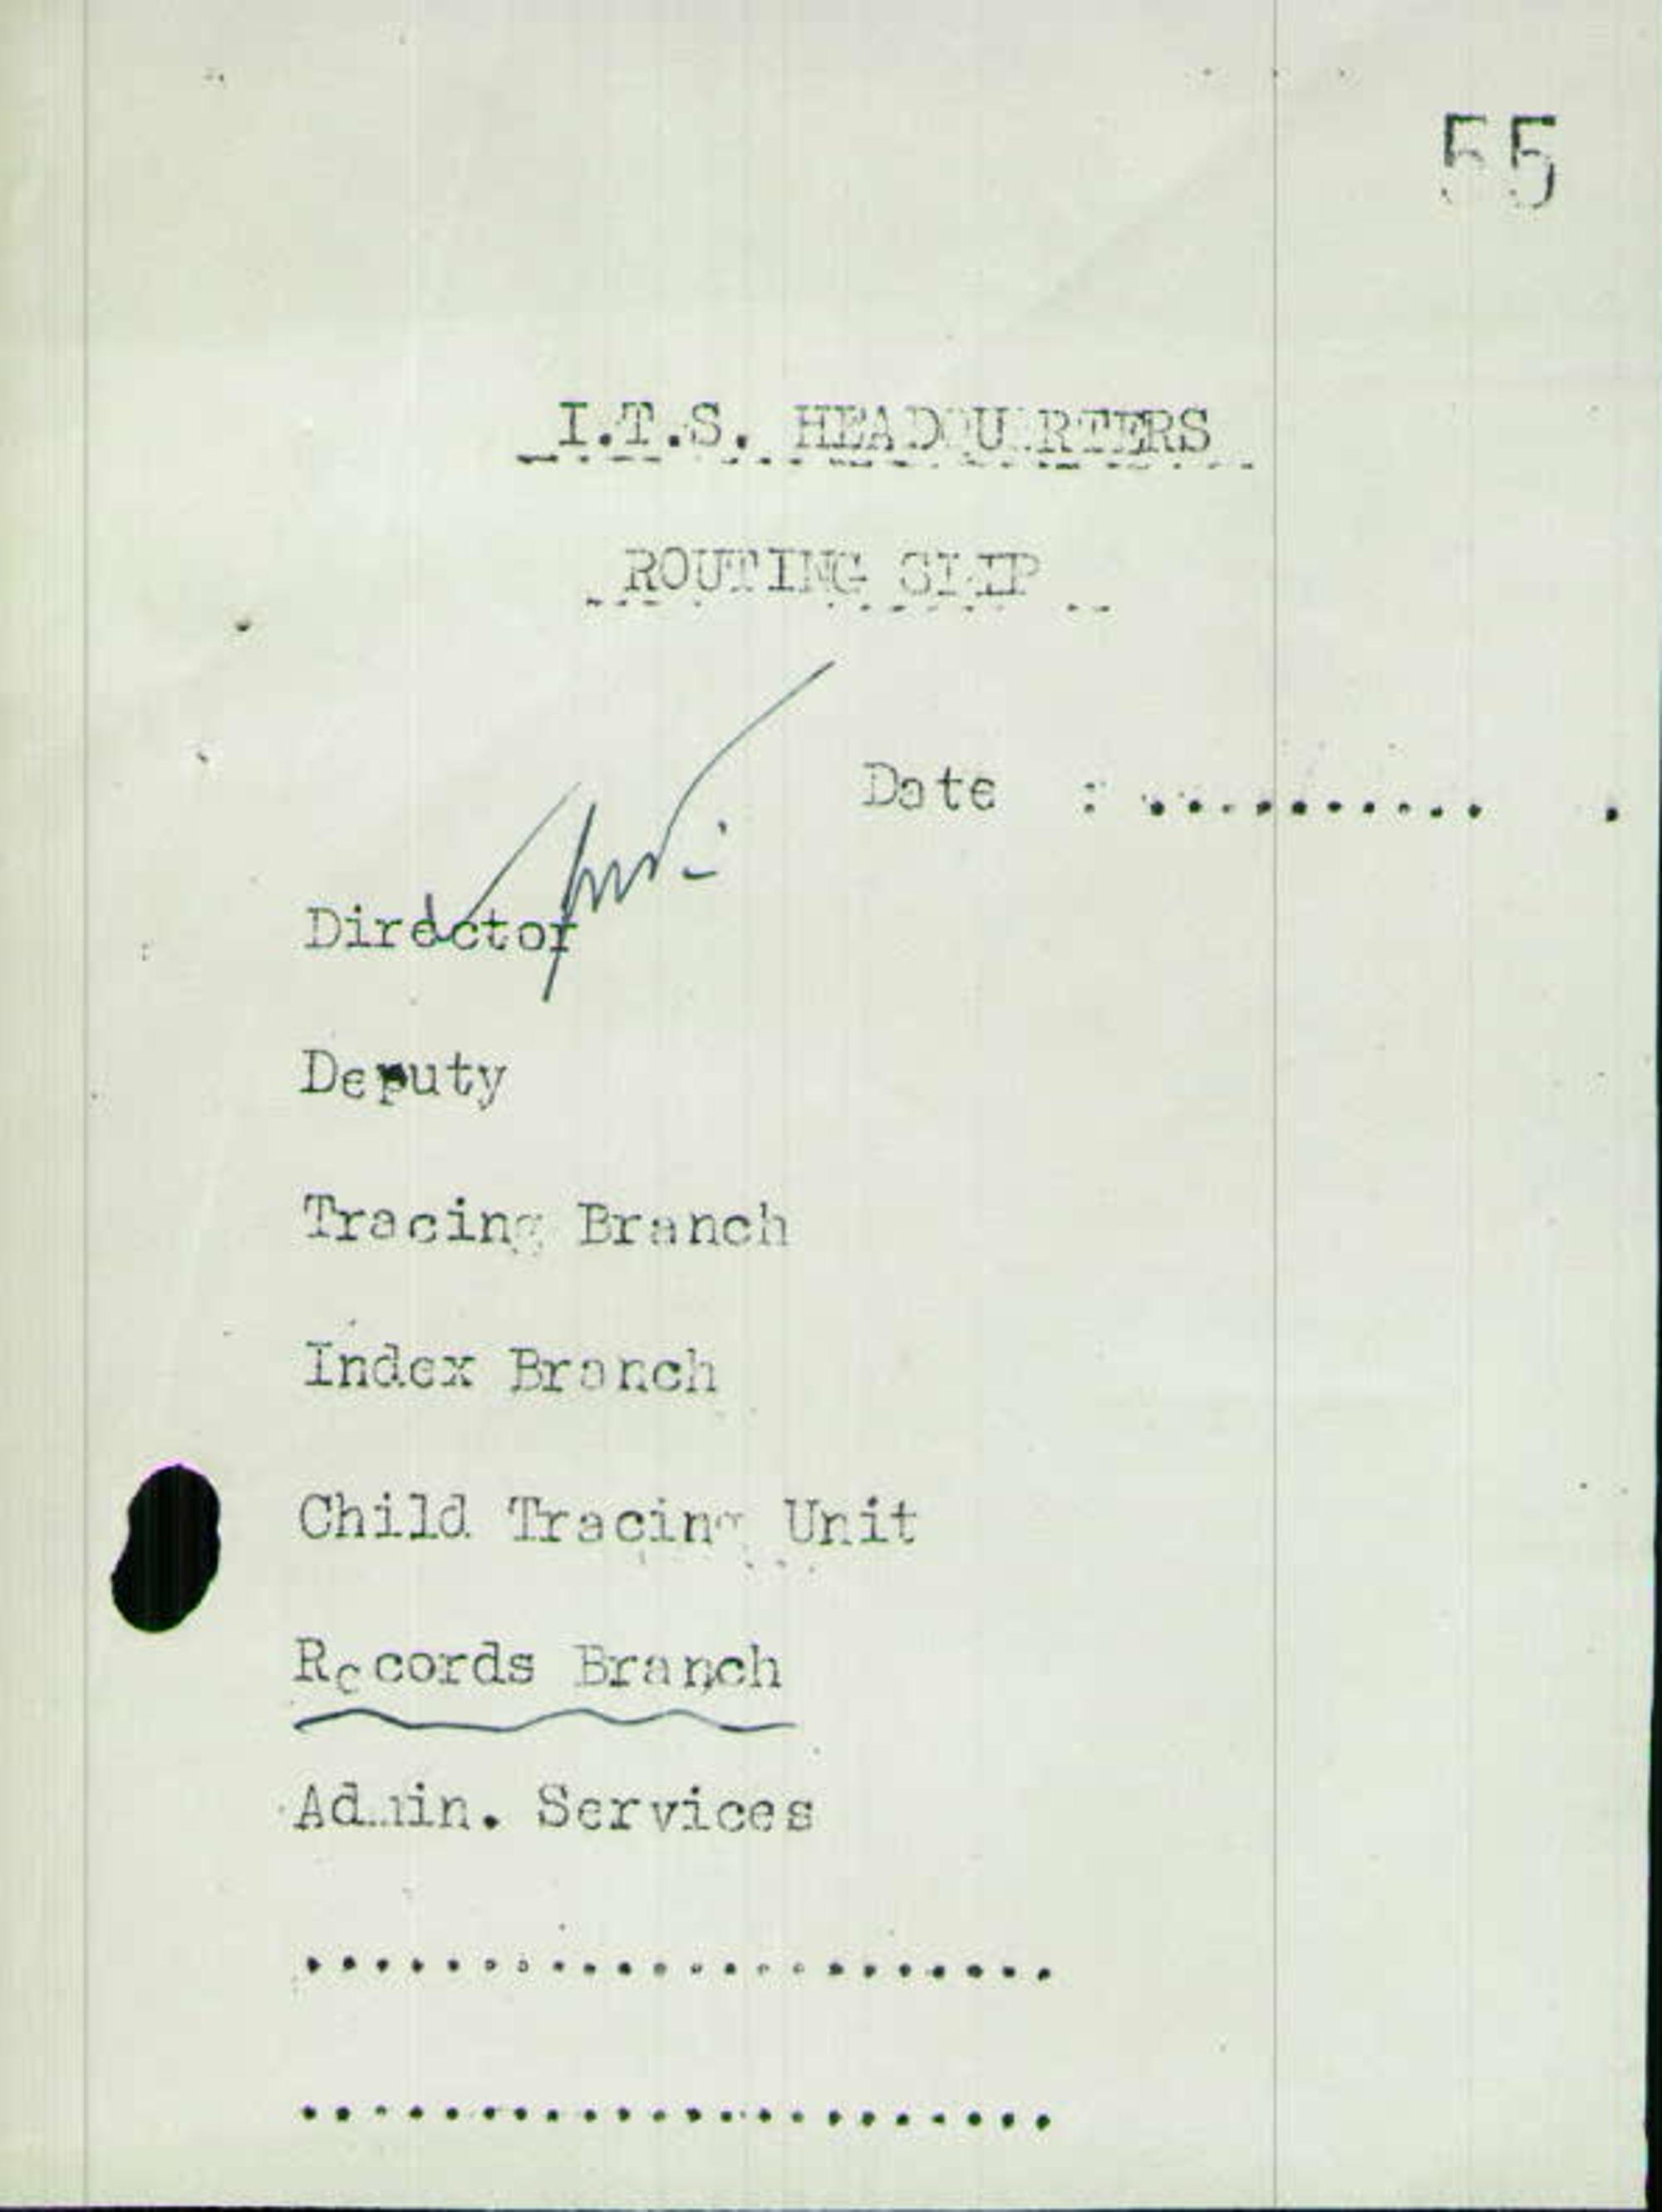 55
I.T.S. HEADQUARTERS
ROUTING SLIP
Date : ...........
Director
Deputy
Tracing Branch
Index Branch
Child Tracing Unit
Records Branch
Admin. Services
......................
......................